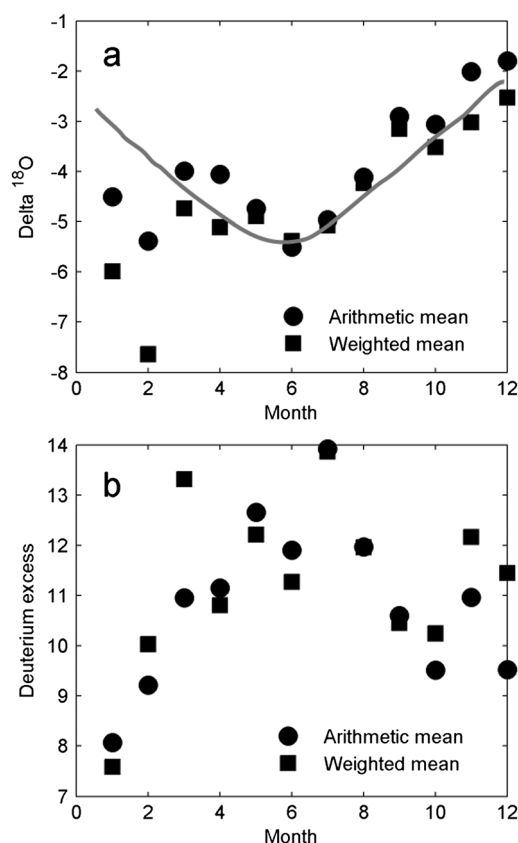 a
-1
-2
-3
-4
-5
-6
-7
-8
Delta 18O
Arithmetic mean
Weighted mean
0 2 4 6 8 10 12
Month
b
14
13
12
11
10
9
8
7
Deuterium excess
Arithmetic mean
Weighted mean
0 2 4 6 8 10 12
Month